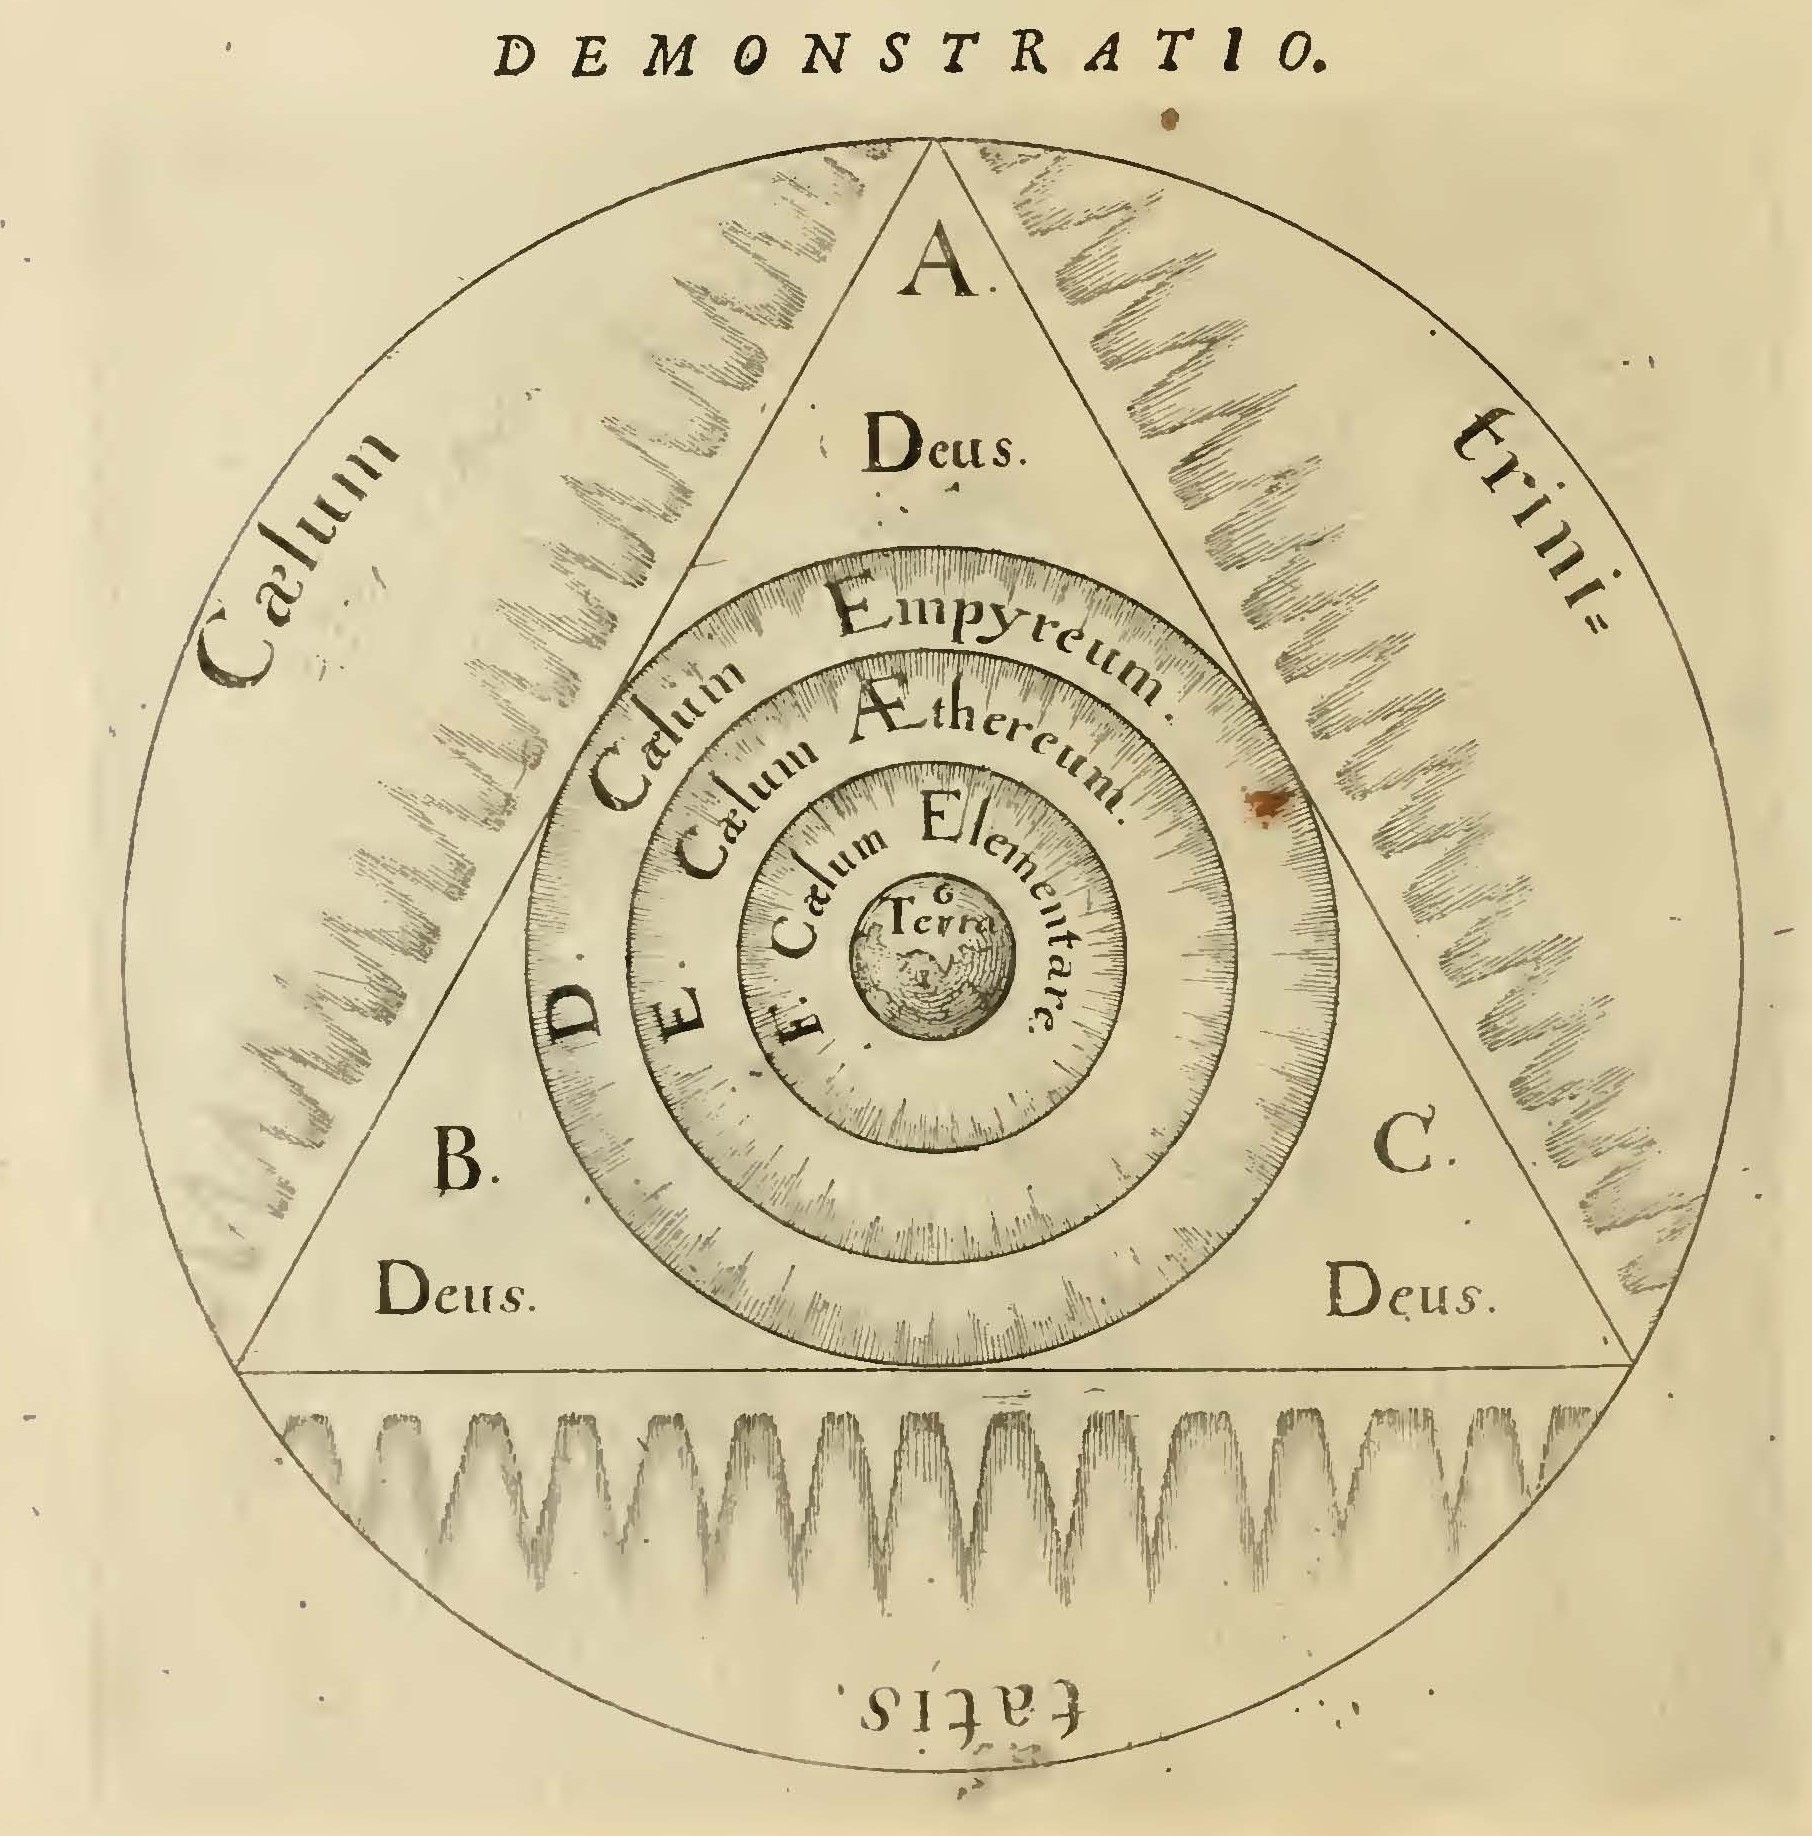 DEMONSTRATIO.
Cælum trini=
tatis.
A.
Deus.
B.
Deus.
C.
Deus.
D. Cælum Empyreum.
E. Cælum Æthereum.
F. Cælum Elementare.
G
Terra